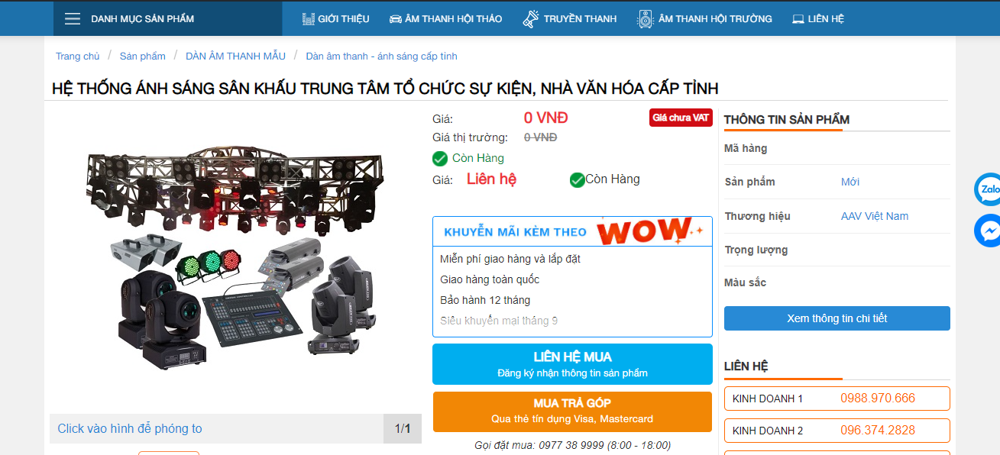 DANH MỤC SẢN PHẨM
GIỚI THIỆU
ÂM THANH HỘI THẢO
TRUYỀN THANH
ÂM THANH HỘI TRƯỜNG
LIÊN HỆ
Trang chủ / Sản phẩm / DÀN ÂM THANH MẪU / Dàn âm thanh - ánh sáng cấp tỉnh
HỆ THỐNG ÁNH SÁNG SÂN KHẤU TRUNG TÂM TỔ CHỨC SỰ KIỆN, NHÀ VĂN HÓA CẤP TỈNH
Click vào hình để phóng to
1/1
Giá: 0 VNĐ
Giá chưa VAT
Giá thị trường: 0 VNĐ
Còn Hàng
Giá: Liên hệ
Còn Hàng
KHUYẾN MÃI KÈM THEO WOW
Miễn phí giao hàng và lắp đặt
Giao hàng toàn quốc
Bảo hành 12 tháng
Siêu khuyến mại tháng 9
LIÊN HỆ MUA
Đăng ký nhận thông tin sản phẩm
MUA TRẢ GÓP
Qua thẻ tín dụng Visa, Mastercard
Gọi đặt mua: 0977 38 9999 (8:00 - 18:00)
THÔNG TIN SẢN PHẨM
Mã hàng
Sản phẩm Mới
Thương hiệu AAV Việt Nam
Trọng lượng
Màu sắc
Xem thông tin chi tiết
LIÊN HỆ
KINH DOANH 1 0988.970.666
KINH DOANH 2 096.374.2828
Zalo